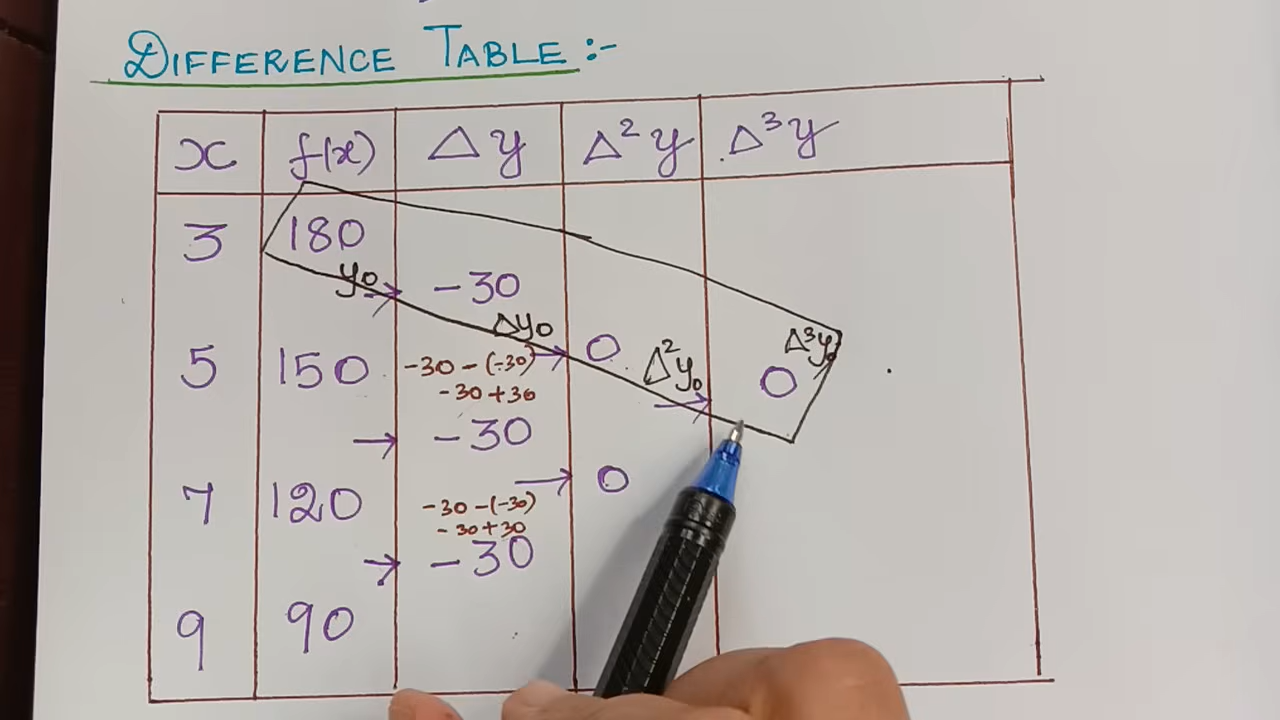 DIFFERENCE TABLE :-
x f(x) Δy Δ²y Δ³y
3 180
y₀ → -30
Δy₀ → 0 Δ²y₀ → 0 Δ³y₀
5 150 -30-(-30)
-30+30
→ -30
→ 0
7 120 -30-(-30)
-30+30
→ -30
9 90